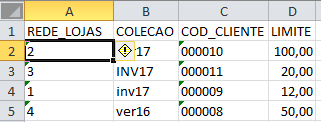 A B C D
1 REDE_LOJAS COLECAO COD_CLIENTE LIMITE
2 2 17 000010 100,00
3 3 INV17 000011 20,00
4 1 inv17 000009 12,00
5 4 ver16 000008 50,00